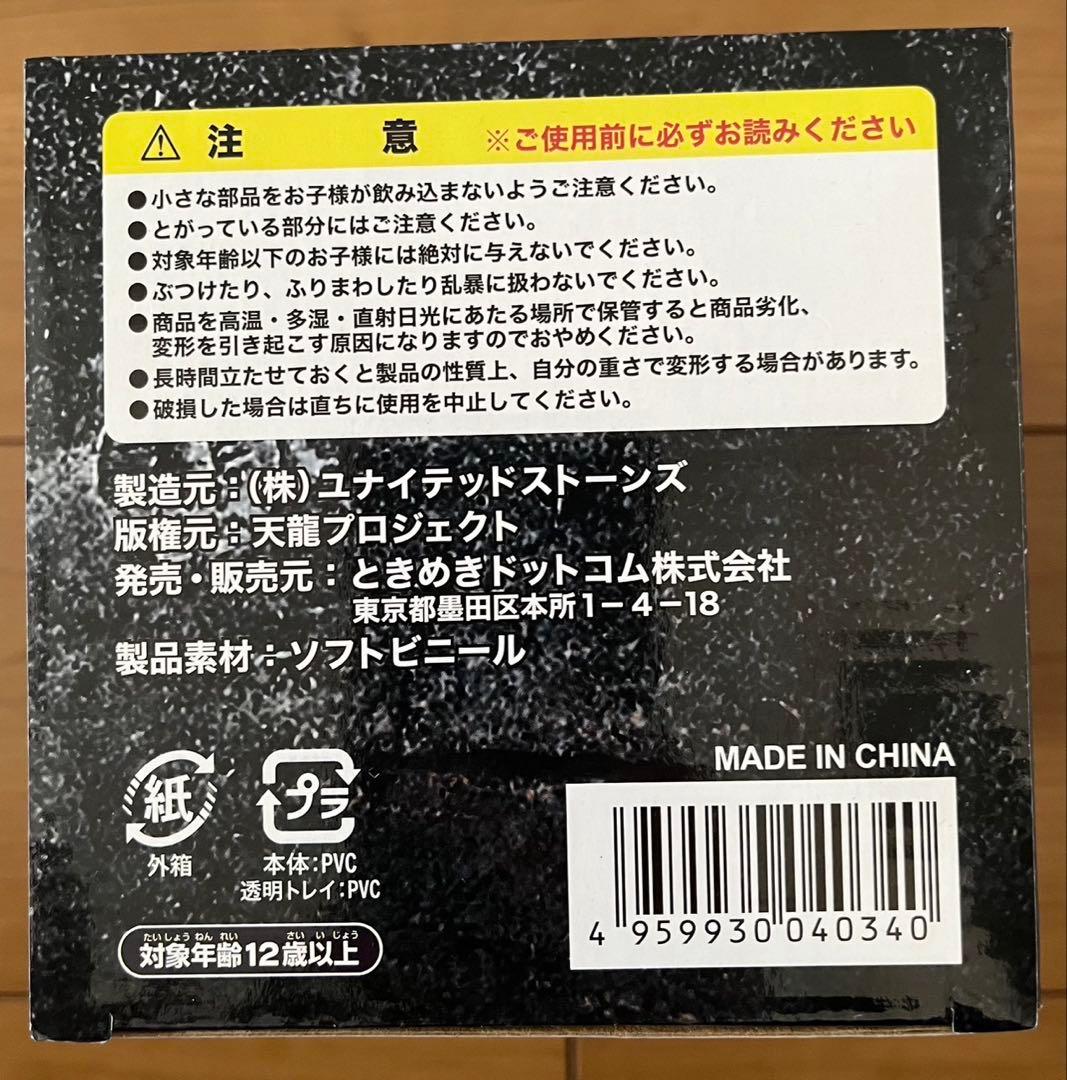 注意 ※ご使用前に必ずお読みください
●小さな部品をお子様が飲み込まないようご注意ください。
●とがっている部分にはご注意ください。
●対象年齢以下のお子様には絶対に与えないでください。
●ぶつけたり、ふりまわしたり乱暴に扱わないでください。
●商品を高温・多湿・直射日光にあたる場所で保管すると商品劣化、
変形を引き起こす原因になりますのでおやめください。
●長時間立たせておくと製品の性質上、自分の重さで変形する場合があります。
●破損した場合は直ちに使用を中止してください。
製造元：(株)ユナイテッドストーンズ
版権元：天龍プロジェクト
発売・販売元：ときめきドットコム株式会社
東京都墨田区本所1－4－18
製品素材：ソフトビニール
MADE IN CHINA
紙
外箱
プラ
本体：PVC
透明トレイ：PVC
たいしょうねんれい さいいじょう
対象年齢12歳以上
4 959930 040340